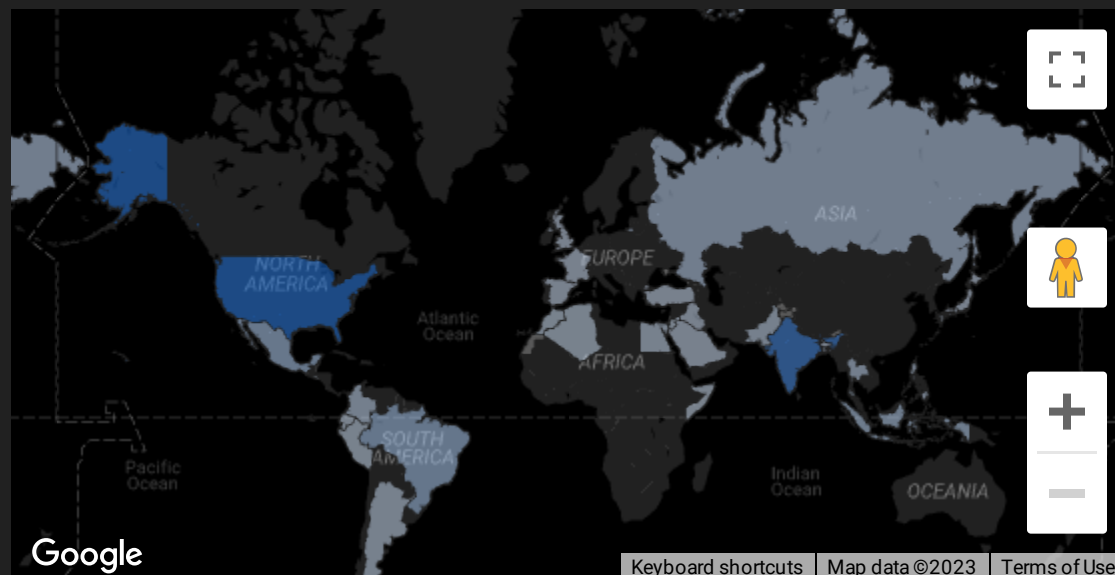 ASIA
EUROPE
NORTH
AMERICA
Atlantic
Ocean
AFRICA
SOUTH
AMERICA
Pacific
Ocean
Indian
Ocean
OCEANIA
Google
Keyboard shortcuts
Map data ©2023
Terms of Use